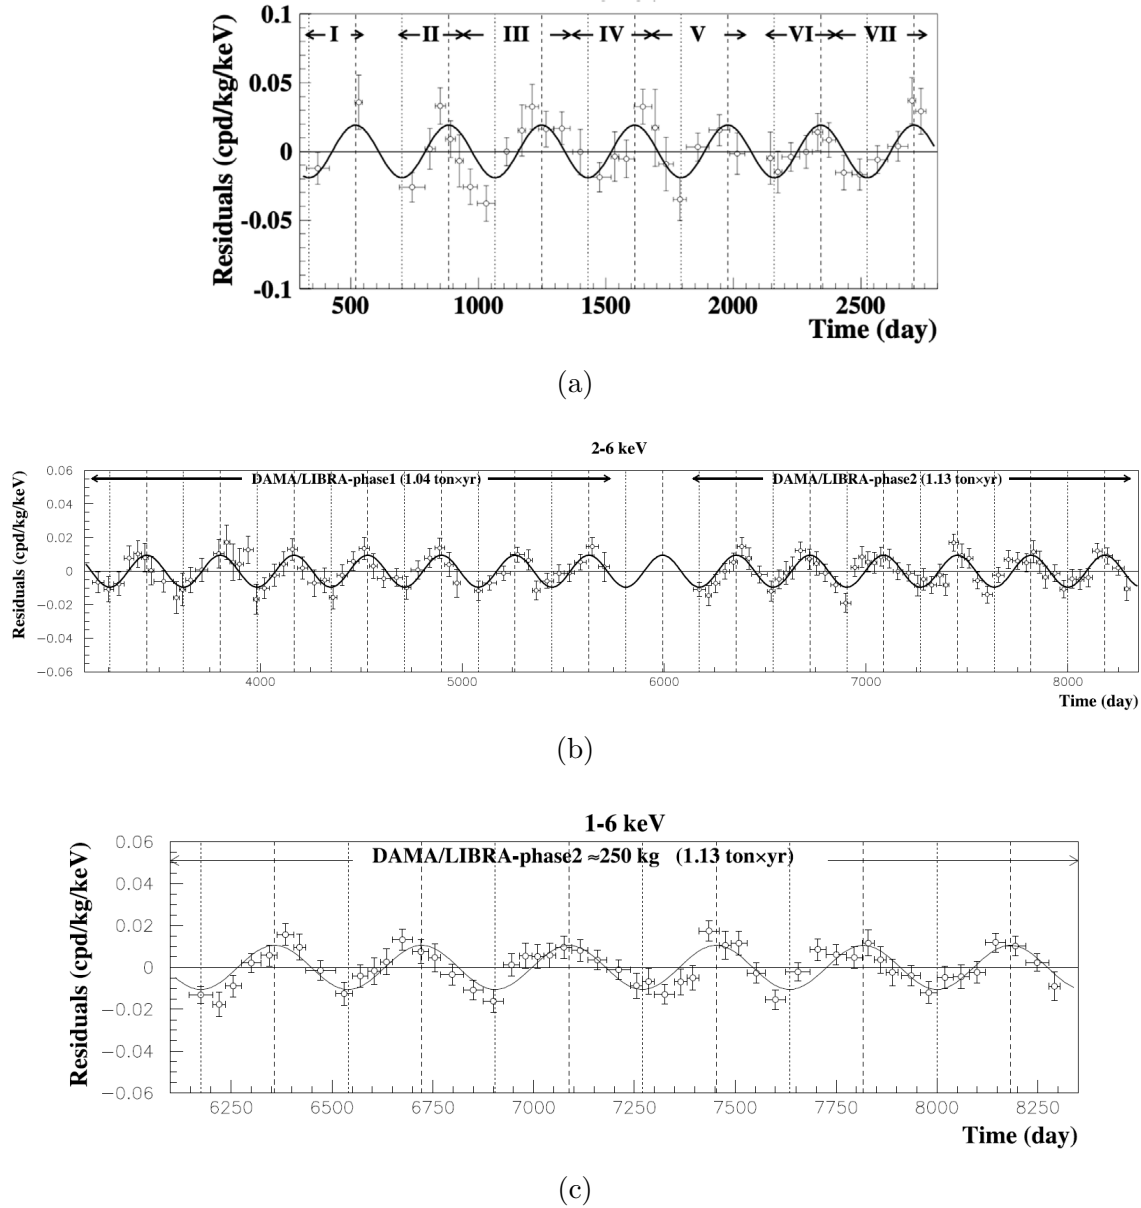 0.1
I II III IV V VI VII
0.05
0
-0.05
-0.1
Residuals (cpd/kg/keV)
500 1000 1500 2000 2500
Time (day)
(a)
2-6 keV
0.06
DAMA/LIBRA-phase1 (1.04 ton×yr) DAMA/LIBRA-phase2 (1.13 ton×yr)
0.04
0.02
0
−0.02
−0.04
−0.06
Residuals (cpd/kg/keV)
4000 5000 6000 7000 8000
Time (day)
(b)
1-6 keV
0.06
DAMA/LIBRA-phase2 ≈250 kg (1.13 ton×yr)
0.04
0.02
0
−0.02
−0.04
−0.06
Residuals (cpd/kg/keV)
6250 6500 6750 7000 7250 7500 7750 8000 8250
Time (day)
(c)